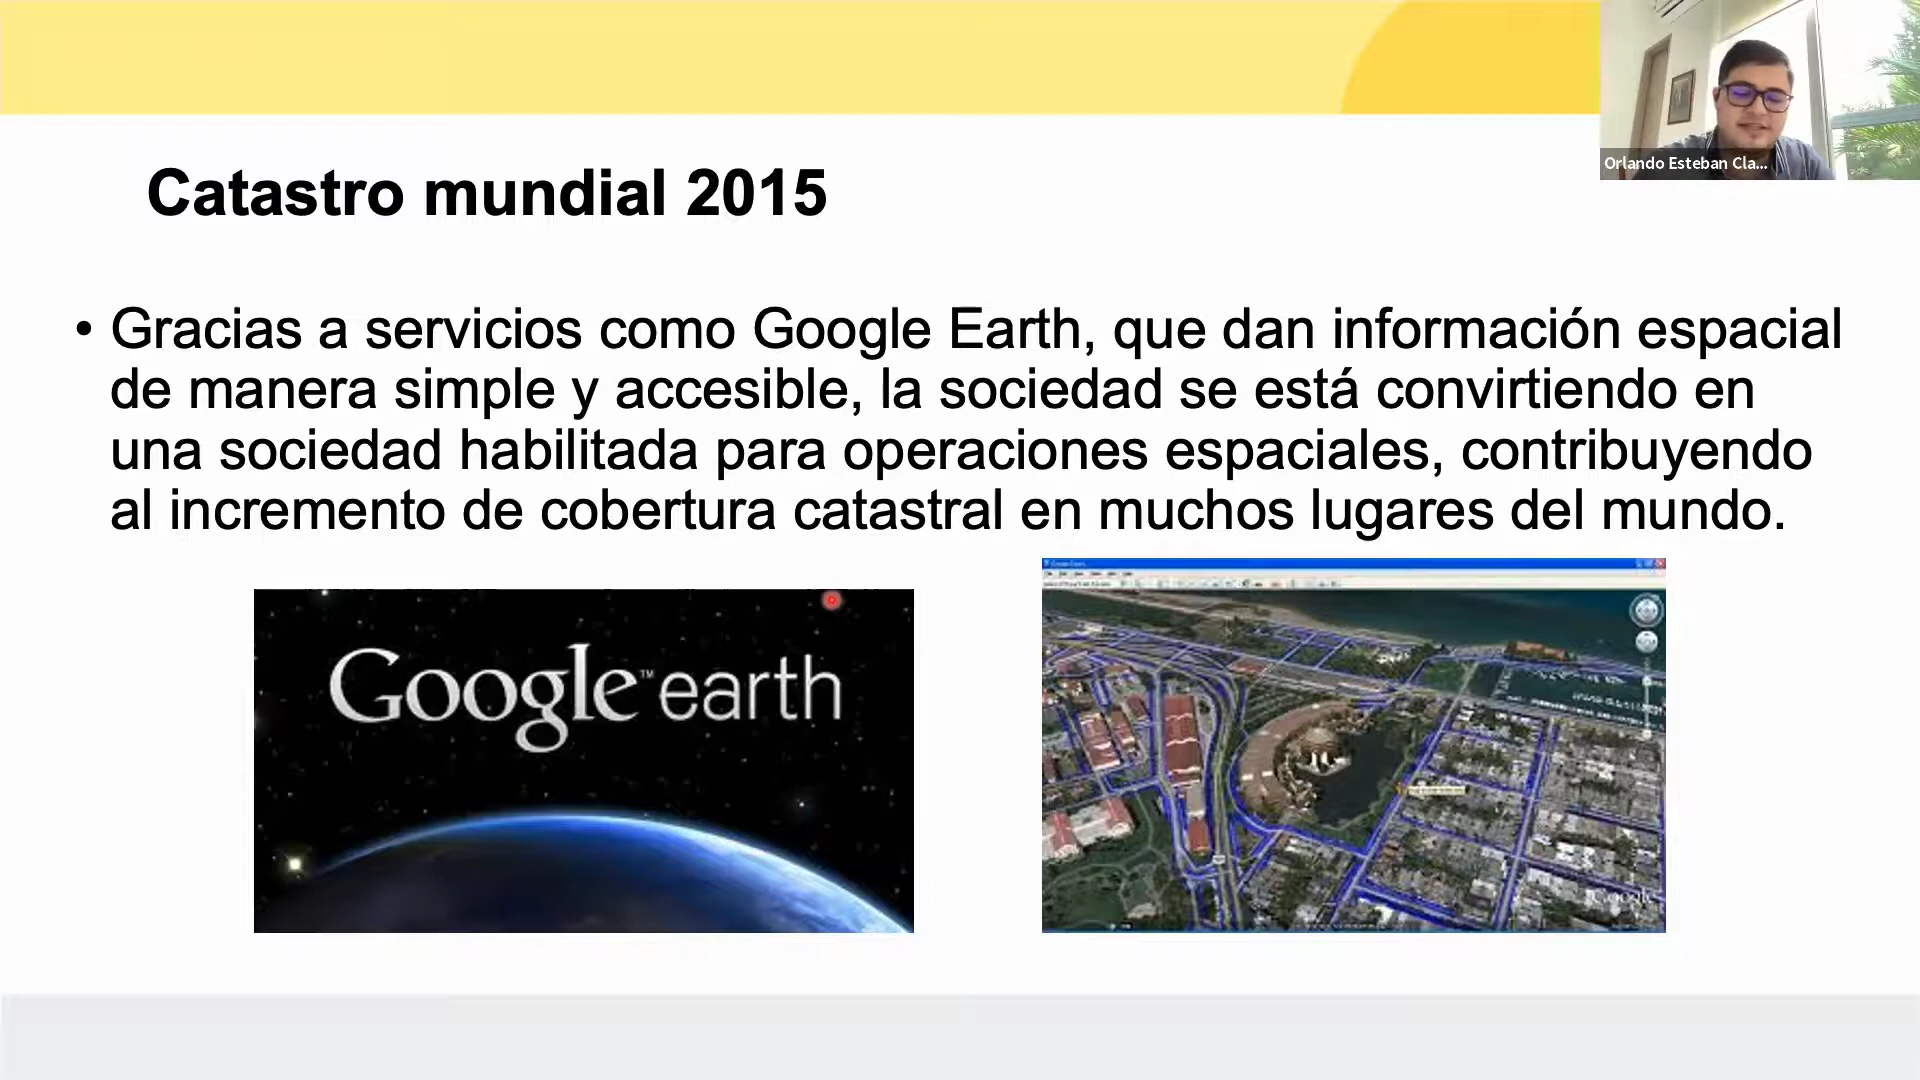 Orlando Esteban Cla...
Catastro mundial 2015
• Gracias a servicios como Google Earth, que dan información espacial
de manera simple y accesible, la sociedad se está convirtiendo en
una sociedad habilitada para operaciones espaciales, contribuyendo
al incremento de cobertura catastral en muchos lugares del mundo.
Google™ earth
Google